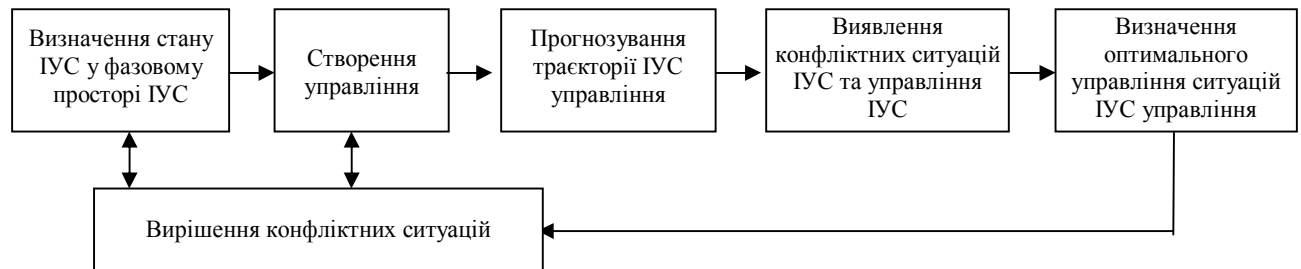 Визначення стану
ІУС у фазовому
просторі ІУС
Створення
управління
Прогнозування
траєкторії ІУС
управління
Виявлення
конфліктних ситуацій
ІУС та управління
ІУС
Визначення
оптимального
управління ситуацій
ІУС управління
Вирішення конфліктних ситуацій